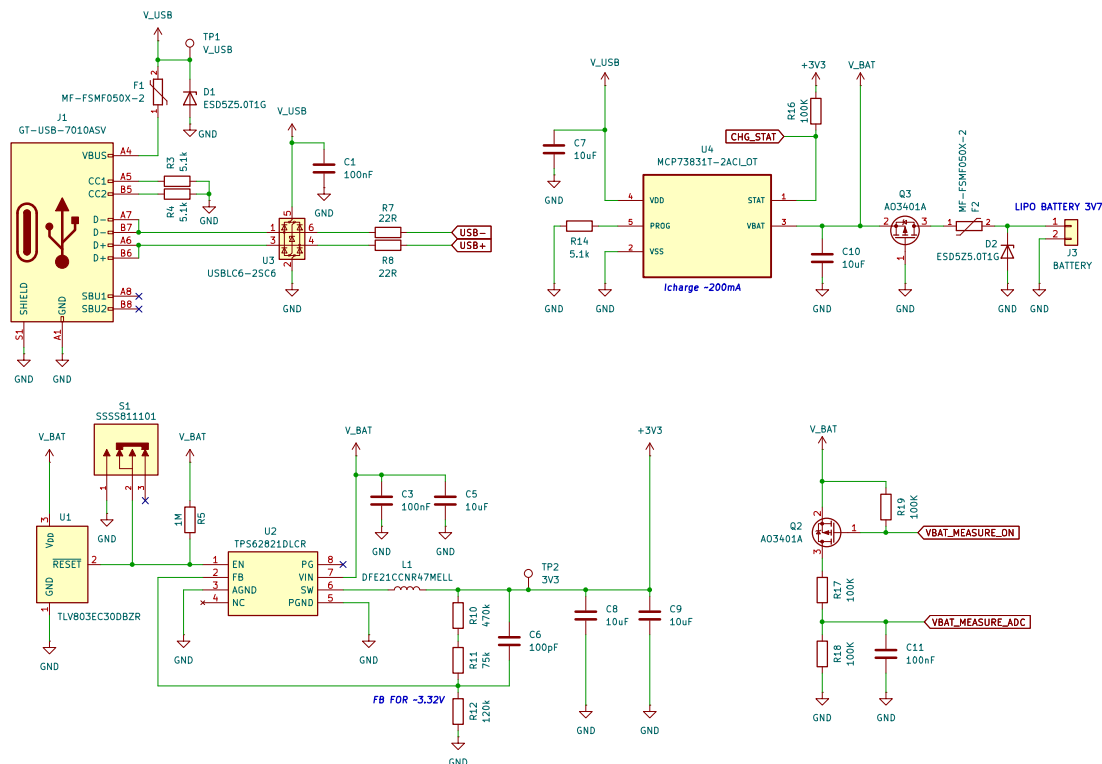 V_USB
TP1
V_USB
F1
MF-FSMF050X-2
2
1
D1
ESD5Z5.0T1G
GND
J1
GT-USB-7010ASV
VBUS
A4
CC1
A5
CC2
B5
D-
A7
D-
B7
D+
A6
D+
B6
SBU1
A8
SBU2
B8
SHIELD
GND
S1
A1
GND
GND
R3
5.1k
R4
5.1k
GND
V_USB
C1
100nF
GND
5
1
6
3
4
2
U3
USBLC6-2SC6
GND
R7
22R
R8
22R
USB-
USB+
V_USB
C7
10uF
GND
R14
5.1k
GND
GND
U4
MCP73831T-2ACI_OT
4
VDD
5
PROG
2
VSS
STAT
1
VBAT
3
Icharge ~200mA
CHG_STAT
+3V3
R16
100K
V_BAT
C10
10uF
GND
Q3
AO3401A
2
3
1
GND
MF-FSMF050X-2
F2
1
2
D2
ESD5Z5.0T1G
GND
LIPO BATTERY 3V7
1
2
J3
BATTERY
GND
S1
SSSS811101
1
2
3
GND
V_BAT
U1
3
VDD
RESET
2
GND
1
TLV803EC30DBZR
GND
V_BAT
1M
R5
U2
TPS62821DLCR
1
EN
2
FB
3
AGND
4
NC
PG
8
VIN
7
SW
6
PGND
5
GND
GND
V_BAT
C3
100nF
GND
C5
10uF
GND
L1
DFE21CCNR47MELL
TP2
3V3
R10
470k
R11
75k
C6
100pF
FB FOR ~3.32V
R12
120k
GND
C8
10uF
GND
+3V3
C9
10uF
GND
V_BAT
R19
100K
Q2
AO3401A
2
1
3
VBAT_MEASURE_ON
R17
100K
VBAT_MEASURE_ADC
R18
100K
C11
100nF
GND
GND